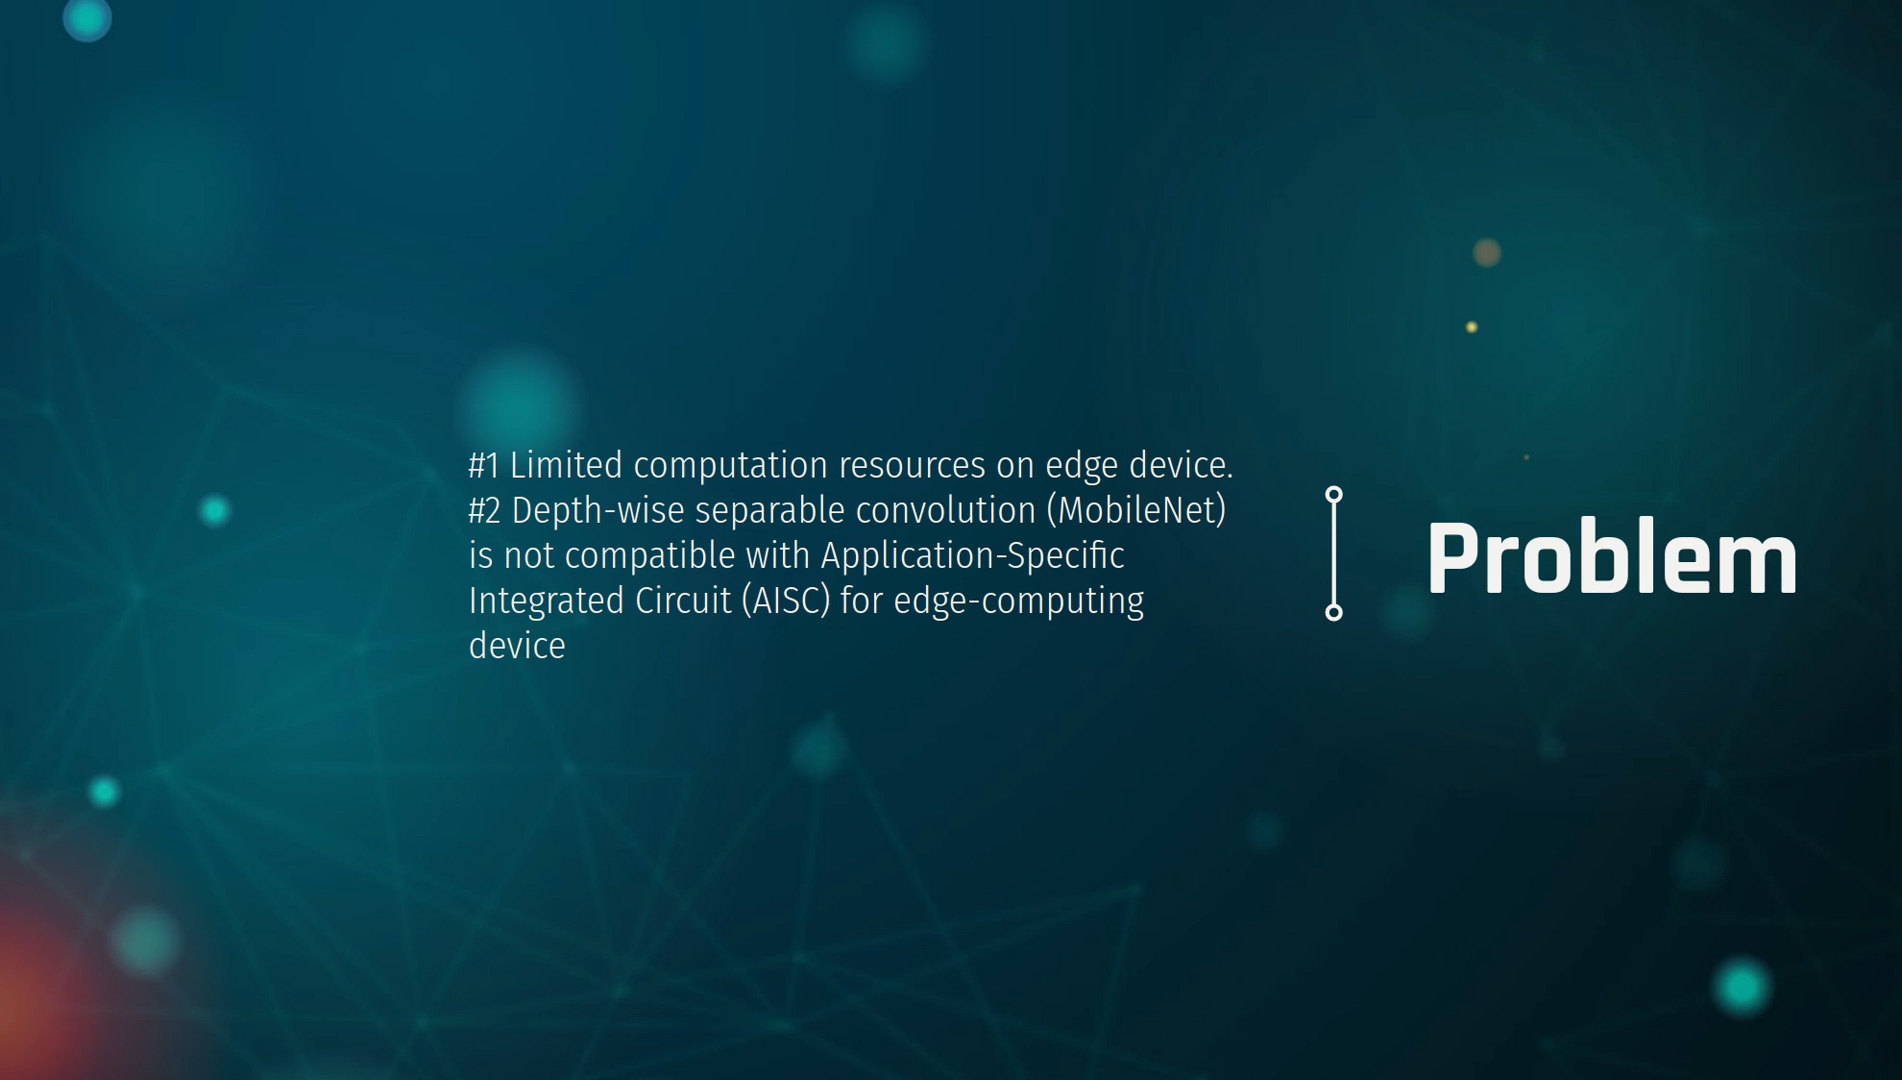 #1 Limited computation resources on edge device.
#2 Depth-wise separable convolution (MobileNet)
is not compatible with Application-Specific
Integrated Circuit (AISC) for edge-computing
device
Problem